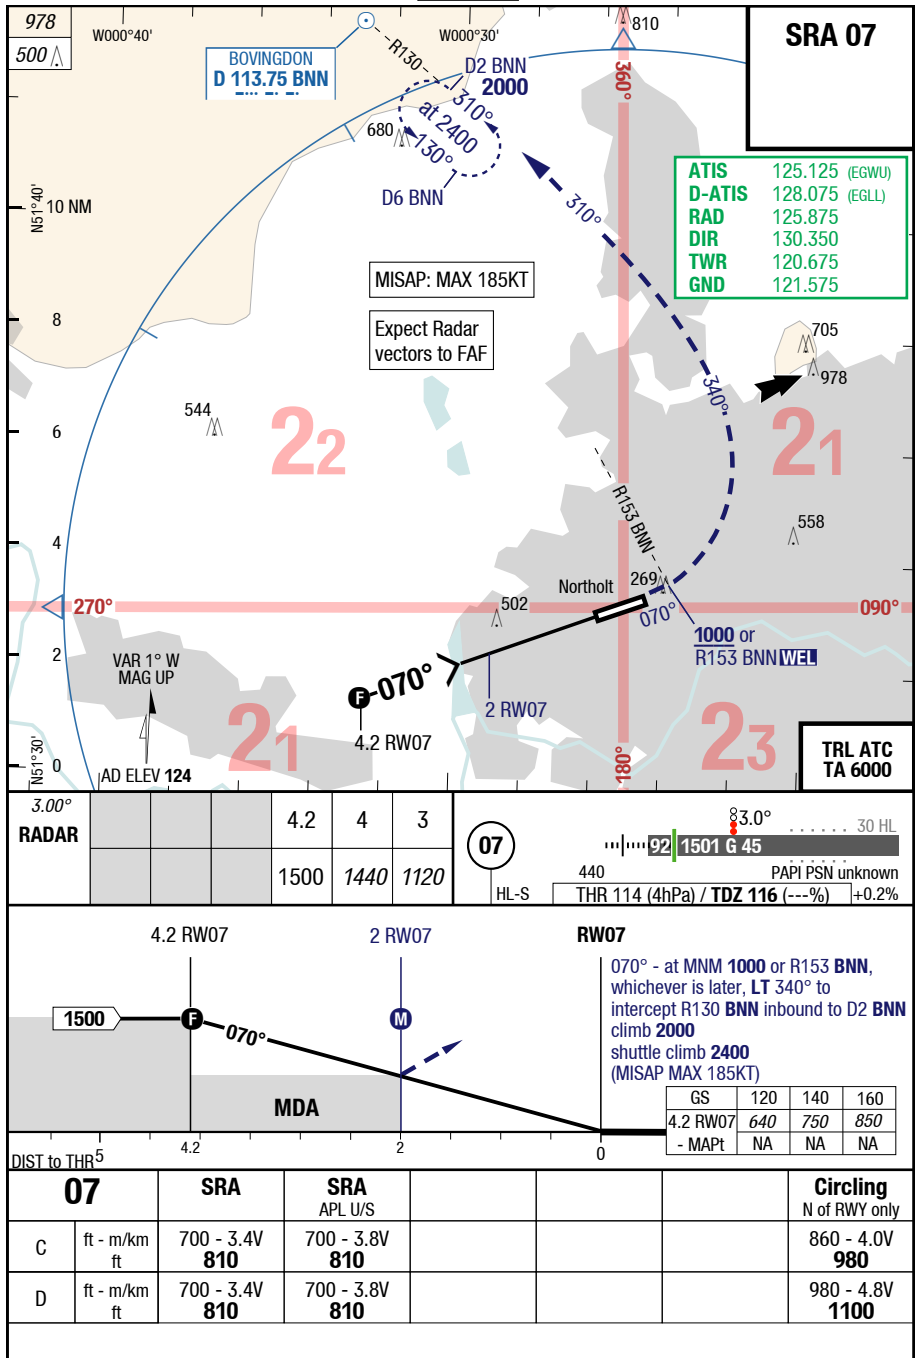 978
500
W000°40'
W000°30'
810
SRA 07
BOVINGDON
D 113.75 BNN
R130
D2 BNN
2000
360°
310°
at 2400
130°
680
D6 BNN
N51°40'
10 NM
310°
ATIS 125.125 (EGWU)
D-ATIS 128.075 (EGLL)
RAD 125.875
DIR 130.350
TWR 120.675
GND 121.575
MISAP: MAX 185KT
Expect Radar
vectors to FAF
8
705
978
340°
544
22
21
6
R153 BNN
558
4
Northolt
269
270°
502
070°
090°
1000 or
R153 BNN WEL
2
VAR 1° W
MAG UP
F
070°
2 RW07
4.2 RW07
21
23
180°
N51°30'
0
AD ELEV 124
TRL ATC
TA 6000
3.00°
RADAR
4.2 4 3
1500 1440 1120
07
HL-S
3.0°
30 HL
92 1501 G 45
440
PAPI PSN unknown
THR 114 (4hPa) / TDZ 116 (---%) +0.2%
4.2 RW07 2 RW07 RW07
070° - at MNM 1000 or R153 BNN,
whichever is later, LT 340° to
intercept R130 BNN inbound to D2 BNN
climb 2000
shuttle climb 2400
(MISAP MAX 185KT)
1500
F
070°
M
MDA
GS 120 140 160
4.2 RW07 640 750 850
- MAPt NA NA NA
DIST to THR 5 4.2 2 0
07 SRA SRA Circling
APL U/S N of RWY only
C ft - m/km 700 - 3.4V 700 - 3.8V 860 - 4.0V
ft 810 810 980
D ft - m/km 700 - 3.4V 700 - 3.8V 980 - 4.8V
ft 810 810 1100